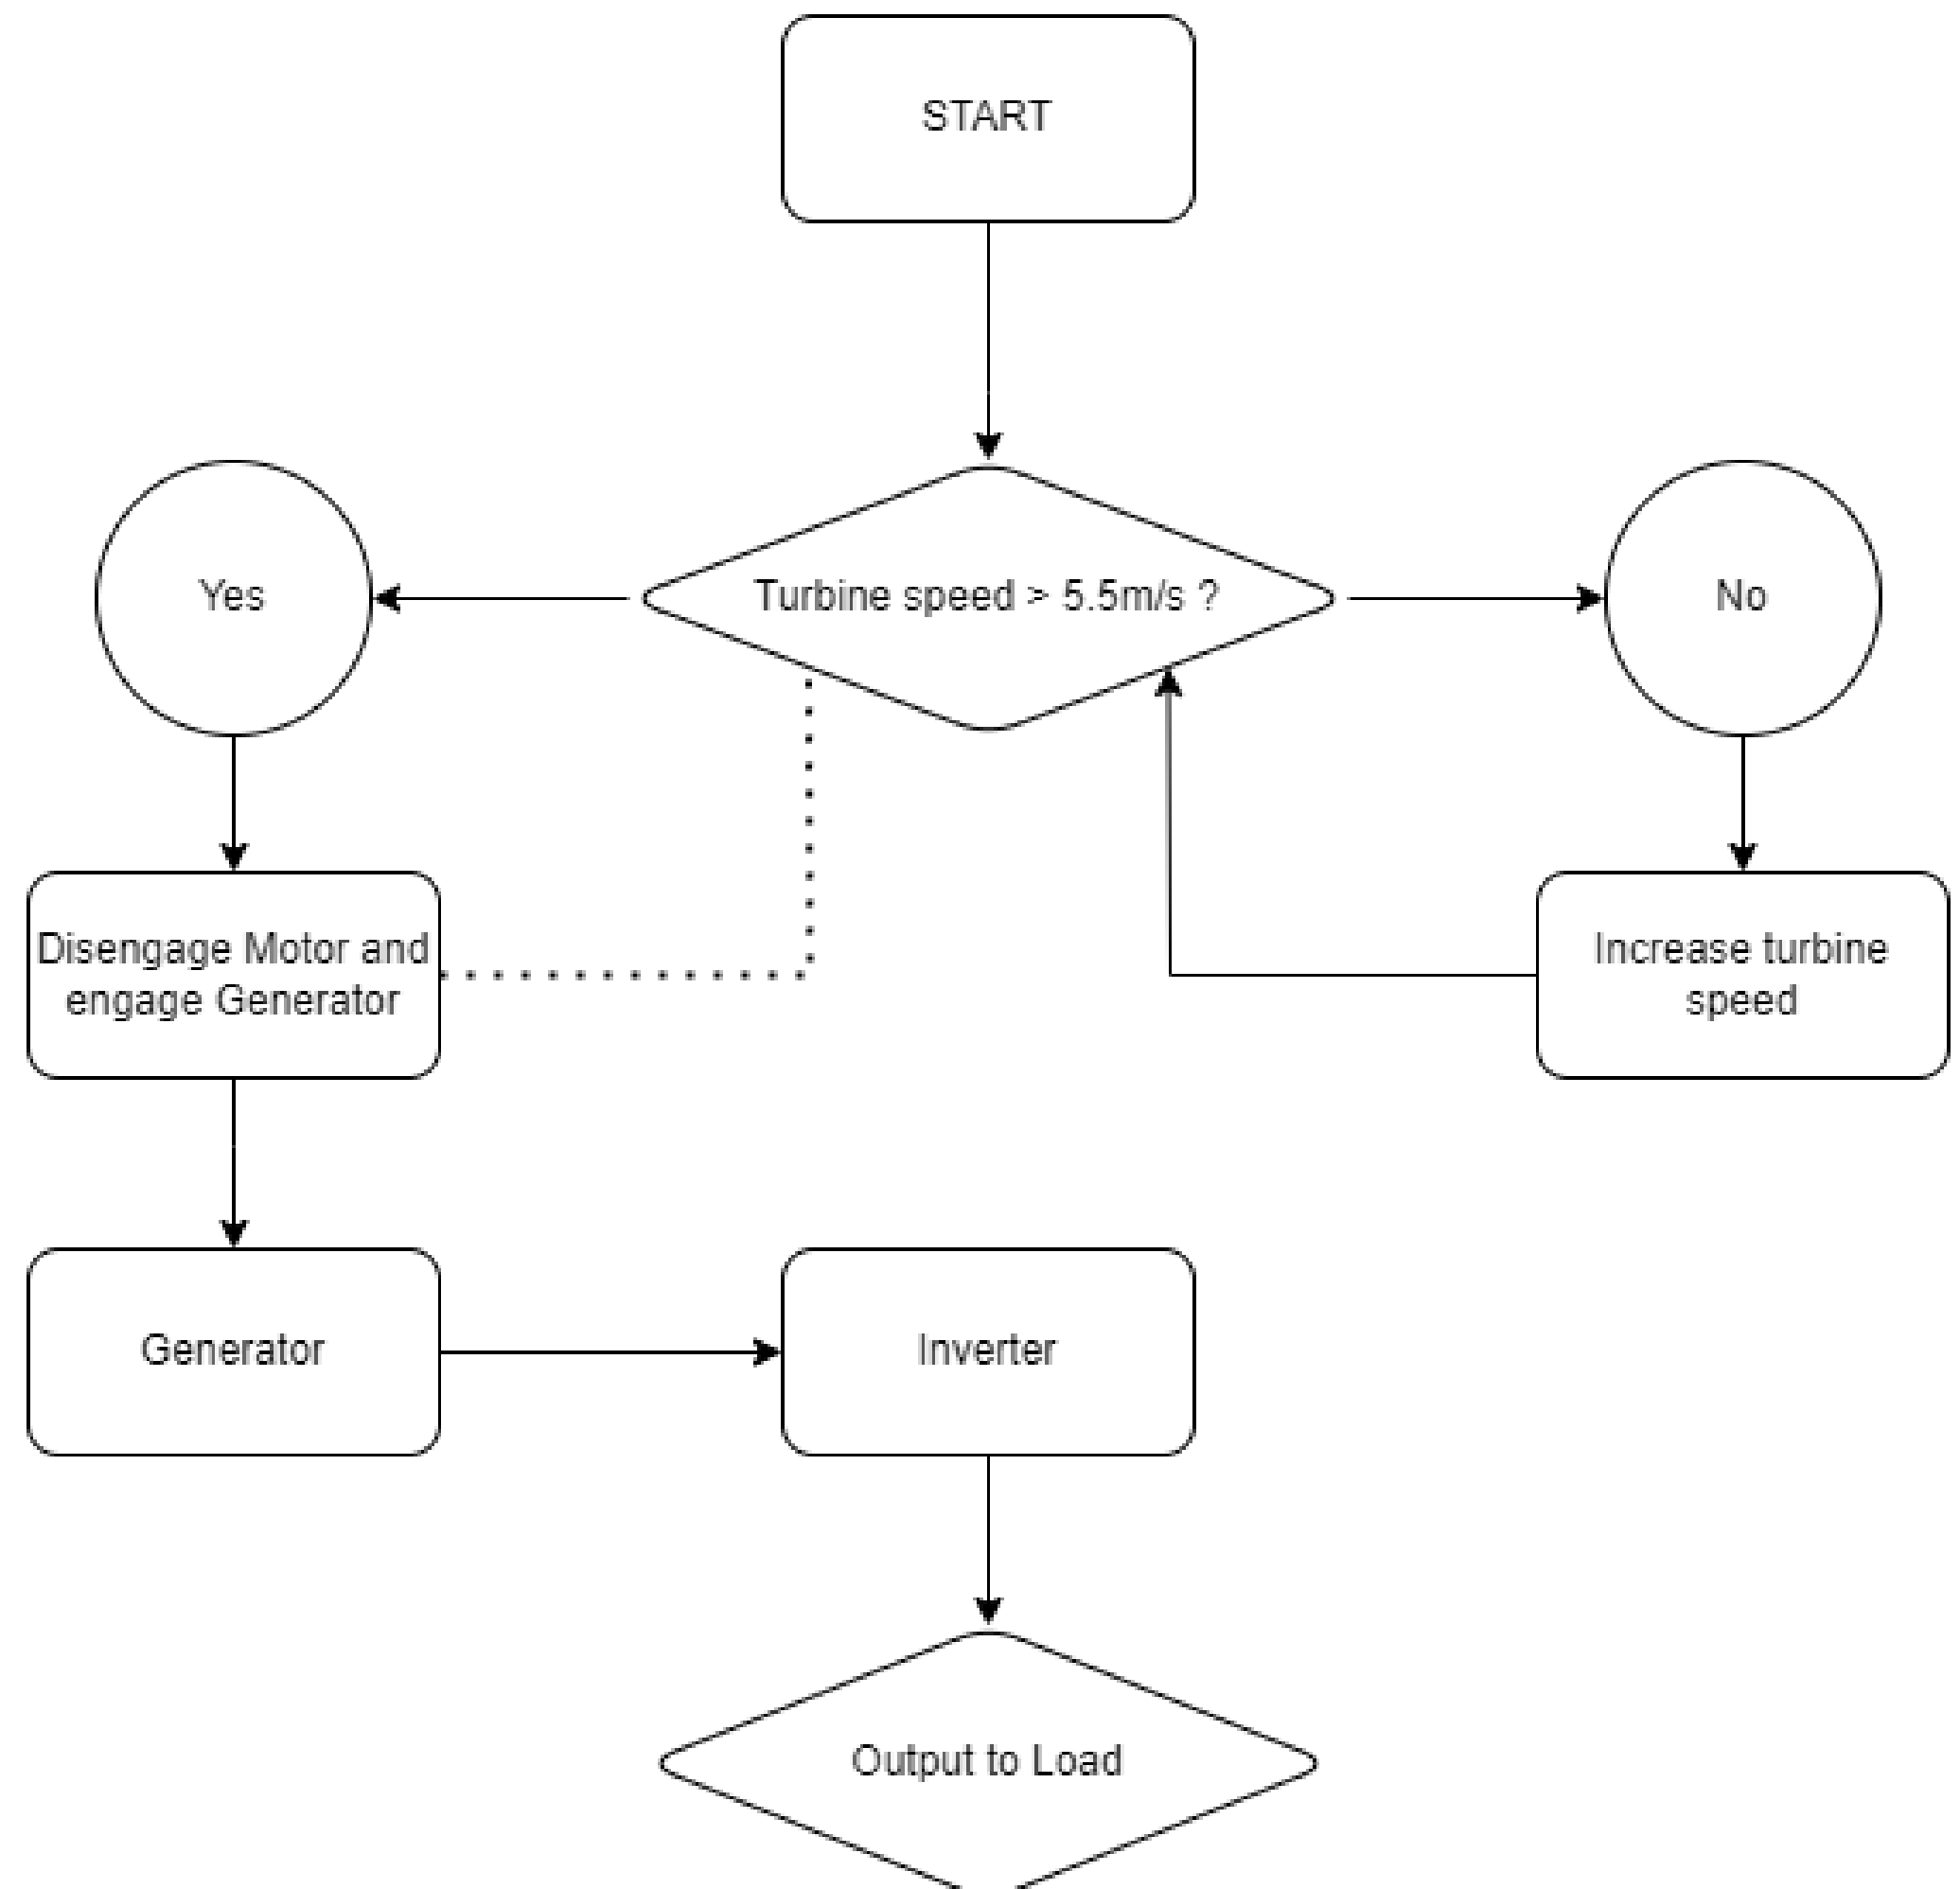 START
Yes
Turbine speed > 5.5m/s ?
No
Disengage Motor and
engage Generator
Increase turbine
speed
Generator
Inverter
Output to Load